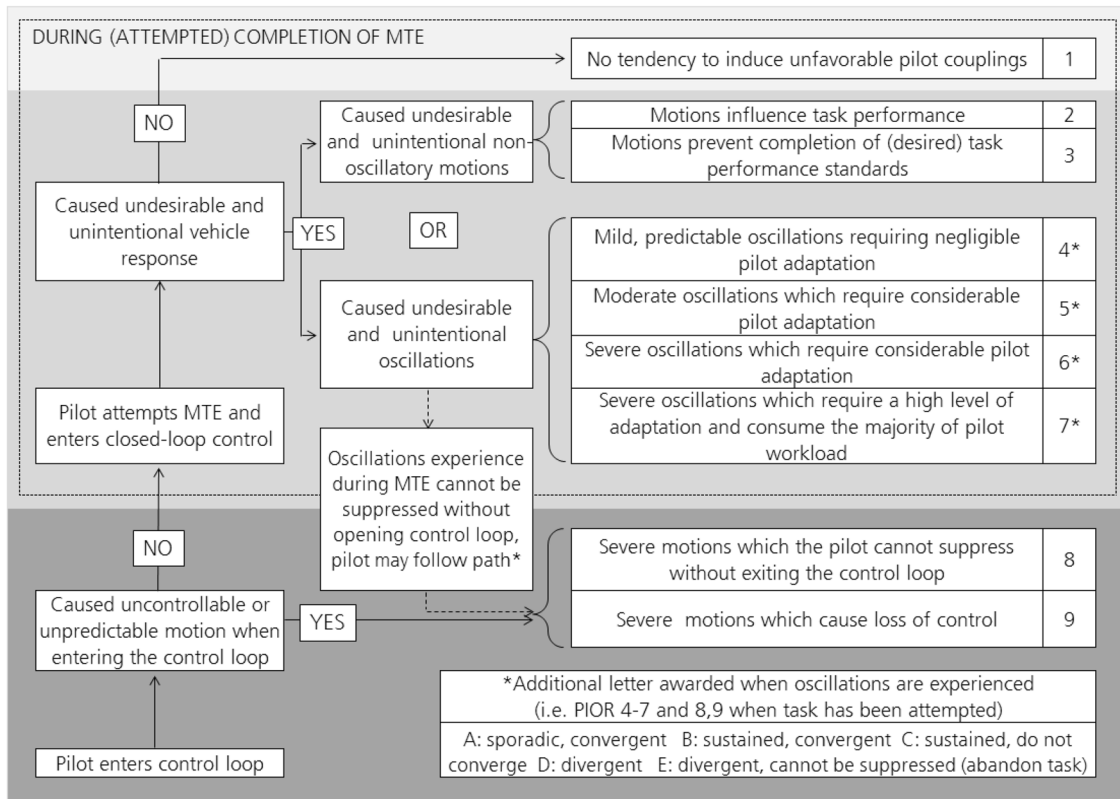 DURING (ATTEMPTED) COMPLETION OF MTE
No tendency to induce unfavorable pilot couplings
1
NO
Caused undesirable
and unintentional non-
oscillatory motions
Motions influence task performance
2
Motions prevent completion of (desired) task
performance standards
3
Caused undesirable and
unintentional vehicle
response
YES
OR
Mild, predictable oscillations requiring negligible
pilot adaptation
4*
Caused undesirable
and unintentional
oscillations
Moderate oscillations which require considerable
pilot adaptation
5*
Severe oscillations which require considerable pilot
adaptation
6*
Severe oscillations which require a high level of
adaptation and consume the majority of pilot
workload
7*
Pilot attempts MTE and
enters closed-loop control
Oscillations experience
during MTE cannot be
suppressed without
opening control loop,
pilot may follow path*
NO
Severe motions which the pilot cannot suppress
without exiting the control loop
8
Caused uncontrollable or
unpredictable motion when
entering the control loop
YES
Severe motions which cause loss of control
9
*Additional letter awarded when oscillations are experienced
(i.e. PIOR 4-7 and 8,9 when task has been attempted)
A: sporadic, convergent B: sustained, convergent C: sustained, do not
converge D: divergent E: divergent, cannot be suppressed (abandon task)
Pilot enters control loop